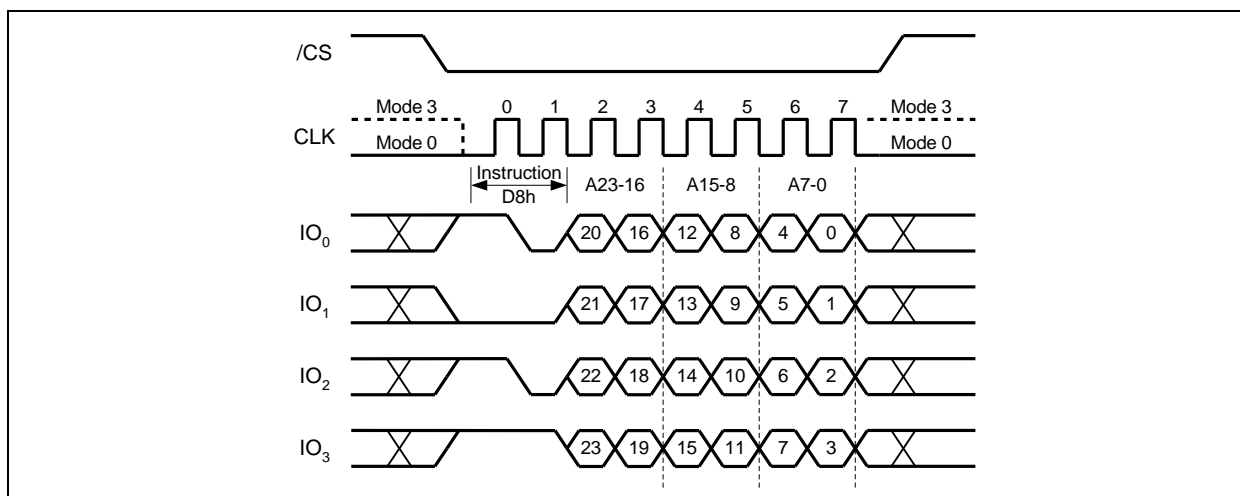 /CS
Mode 3 0 1 2 3 4 5 6 7 Mode 3
CLK Mode 0 Mode 0
Instruction
D8h A23-16 A15-8 A7-0
IO0 20 16 12 8 4 0
IO1 21 17 13 9 5 1
IO2 22 18 14 10 6 2
IO3 23 19 15 11 7 3